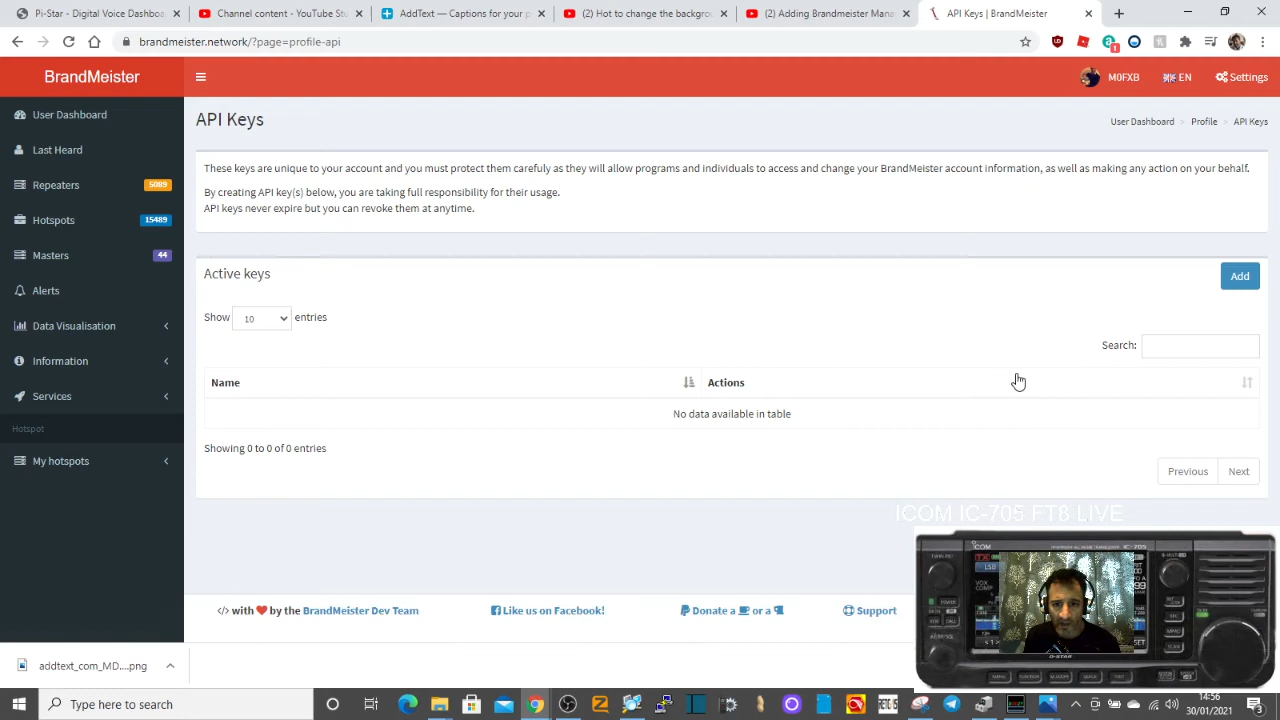 Pi-Star Digital Voice Dashboa
Channel content - YouTube Stu
AddText — Captions for your p
(2) Hot to change the backgrou
(2) Adding Brandmeister Mana
API Keys | BrandMeister
brandmeister.network/?page=profile-api
BrandMeister
M0FXB
EN
Settings
User Dashboard
Last Heard
Repeaters
5089
Hotspots
15489
Masters
44
Alerts
Data Visualisation
Information
Services
Hotspot
My hotspots
API Keys
User Dashboard > Profile > API Keys
These keys are unique to your account and you must protect them carefully as they will allow programs and individuals to access and change your BrandMeister account information, as well as making any action on your behalf.
By creating API key(s) below, you are taking full responsibility for their usage.
API keys never expire but you can revoke them at anytime.
Active keys
Add
Show 10 entries
Search:
Name
Actions
No data available in table
Showing 0 to 0 of 0 entries
Previous
Next
ICOM IC-705 FT8 LIVE
ICOM
IC-705
TX
LSB
VOX
COMP
D-STAR
</> with ❤ by the BrandMeister Dev Team
Like us on Facebook!
Donate a or a
Support
addtext_com_MD....png
Type here to search
14:56
30/01/2021